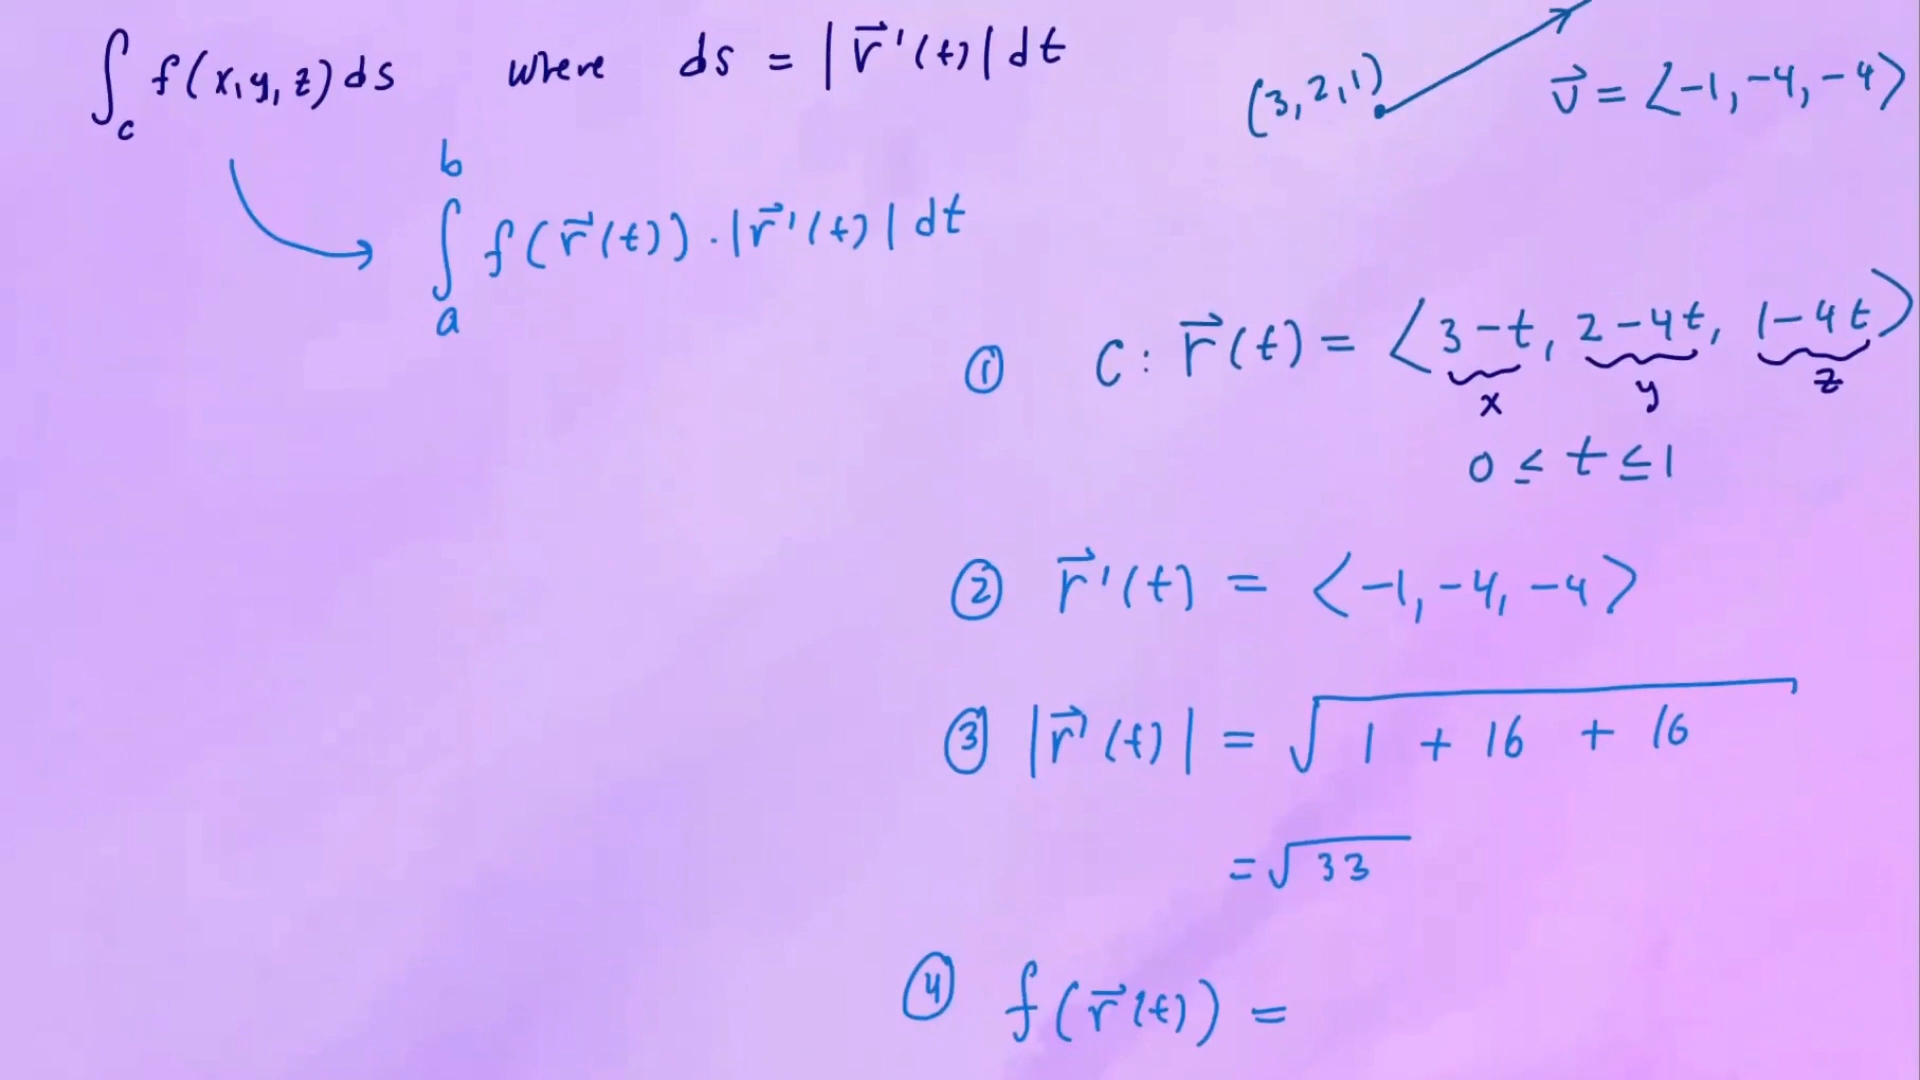 ∫_C f(x,y,z) ds where ds = |r⃗'(t)| dt
∫_a^b f(r⃗(t)) · |r⃗'(t)| dt
(3,2,1)
v⃗ = ⟨-1, -4, -4⟩
① C: r⃗(t) = ⟨3-t, 2-4t, 1-4t⟩
x y z
0 ≤ t ≤ 1
② r⃗'(t) = ⟨-1, -4, -4⟩
③ |r⃗'(t)| = √(1 + 16 + 16)
= √33
④ f(r⃗(t)) =